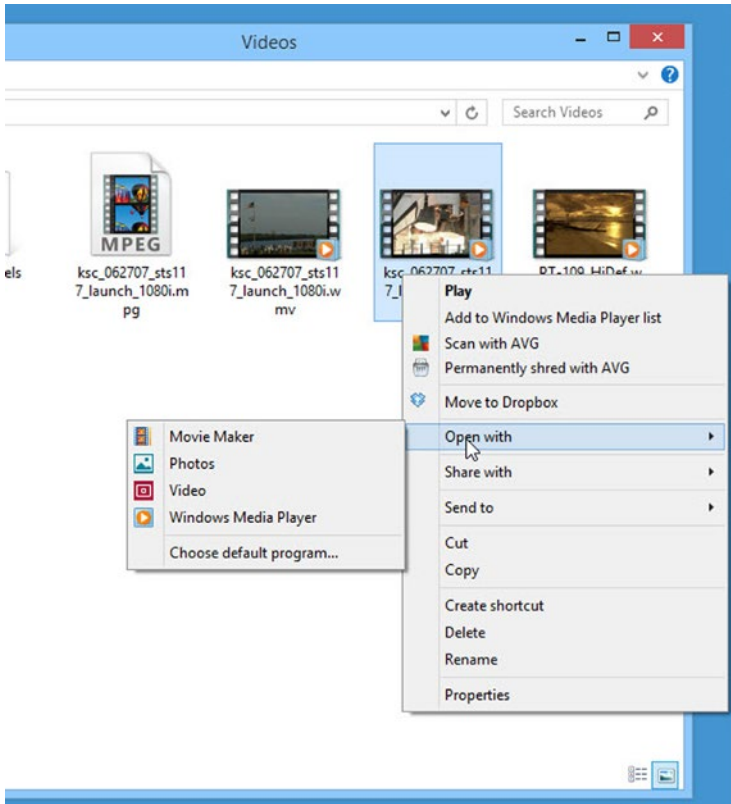 Videos
Search Videos
MPEG
els
ksc_062707_sts11
7_launch_1080i.m
pg
ksc_062707_sts11
7_launch_1080i.w
mv
ksc_062707_sts11
7_l
RT-109_HiDef.w
Play
Add to Windows Media Player list
Scan with AVG
Permanently shred with AVG
Move to Dropbox
Open with
Share with
Send to
Cut
Copy
Create shortcut
Delete
Rename
Properties
Movie Maker
Photos
Video
Windows Media Player
Choose default program...